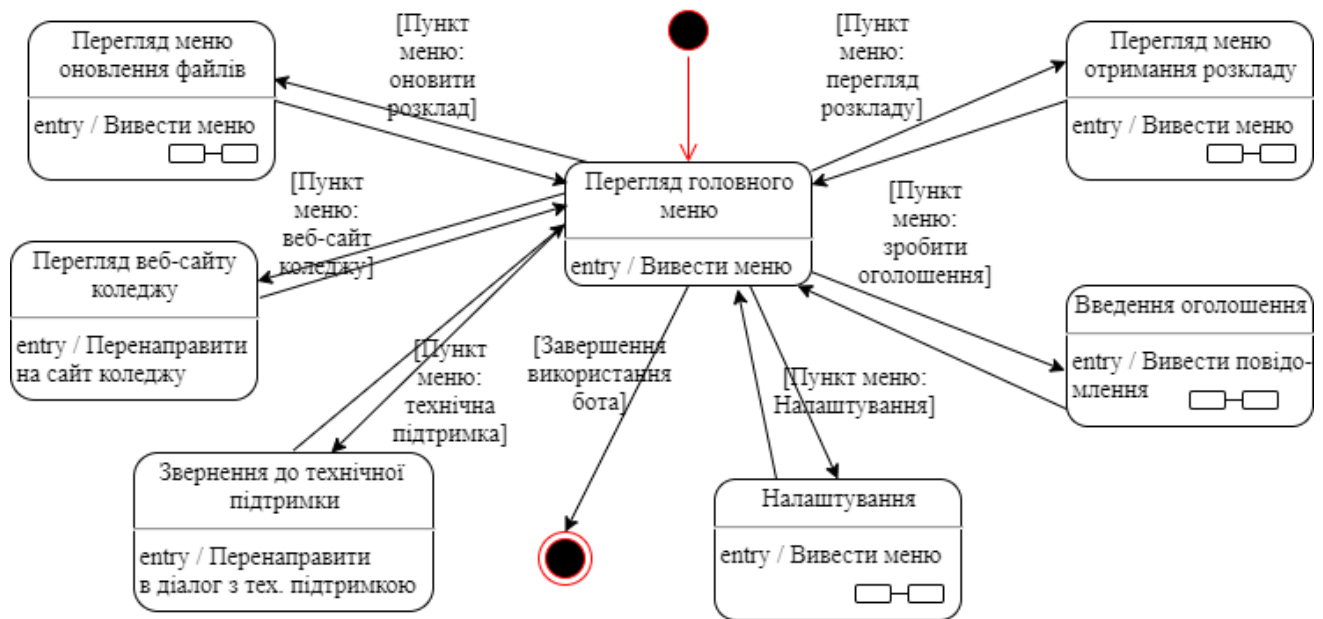 Перегляд меню
оновлення файлів
entry / Вивести меню
[Пункт
меню:
оновити
розклад]
[Пункт
меню:
перегляд
розкладу]
Перегляд меню
отримання розкладу
entry / Вивести меню
Перегляд головного
меню
entry / Вивести меню
[Пункт
меню:
веб-сайт
коледжу]
[Пункт
меню:
зробити
оголошення]
Перегляд веб-сайту
коледжу
entry / Перенаправити
на сайт коледжу
Введення оголошення
entry / Вивести повідо-
млення
[Пункт
меню:
технічна
підтримка]
[Завершення
використання
бота]
[Пункт меню:
Налаштування]
Звернення до технічної
підтримки
entry / Перенаправити
в діалог з тех. підтримкою
Налаштування
entry / Вивести меню